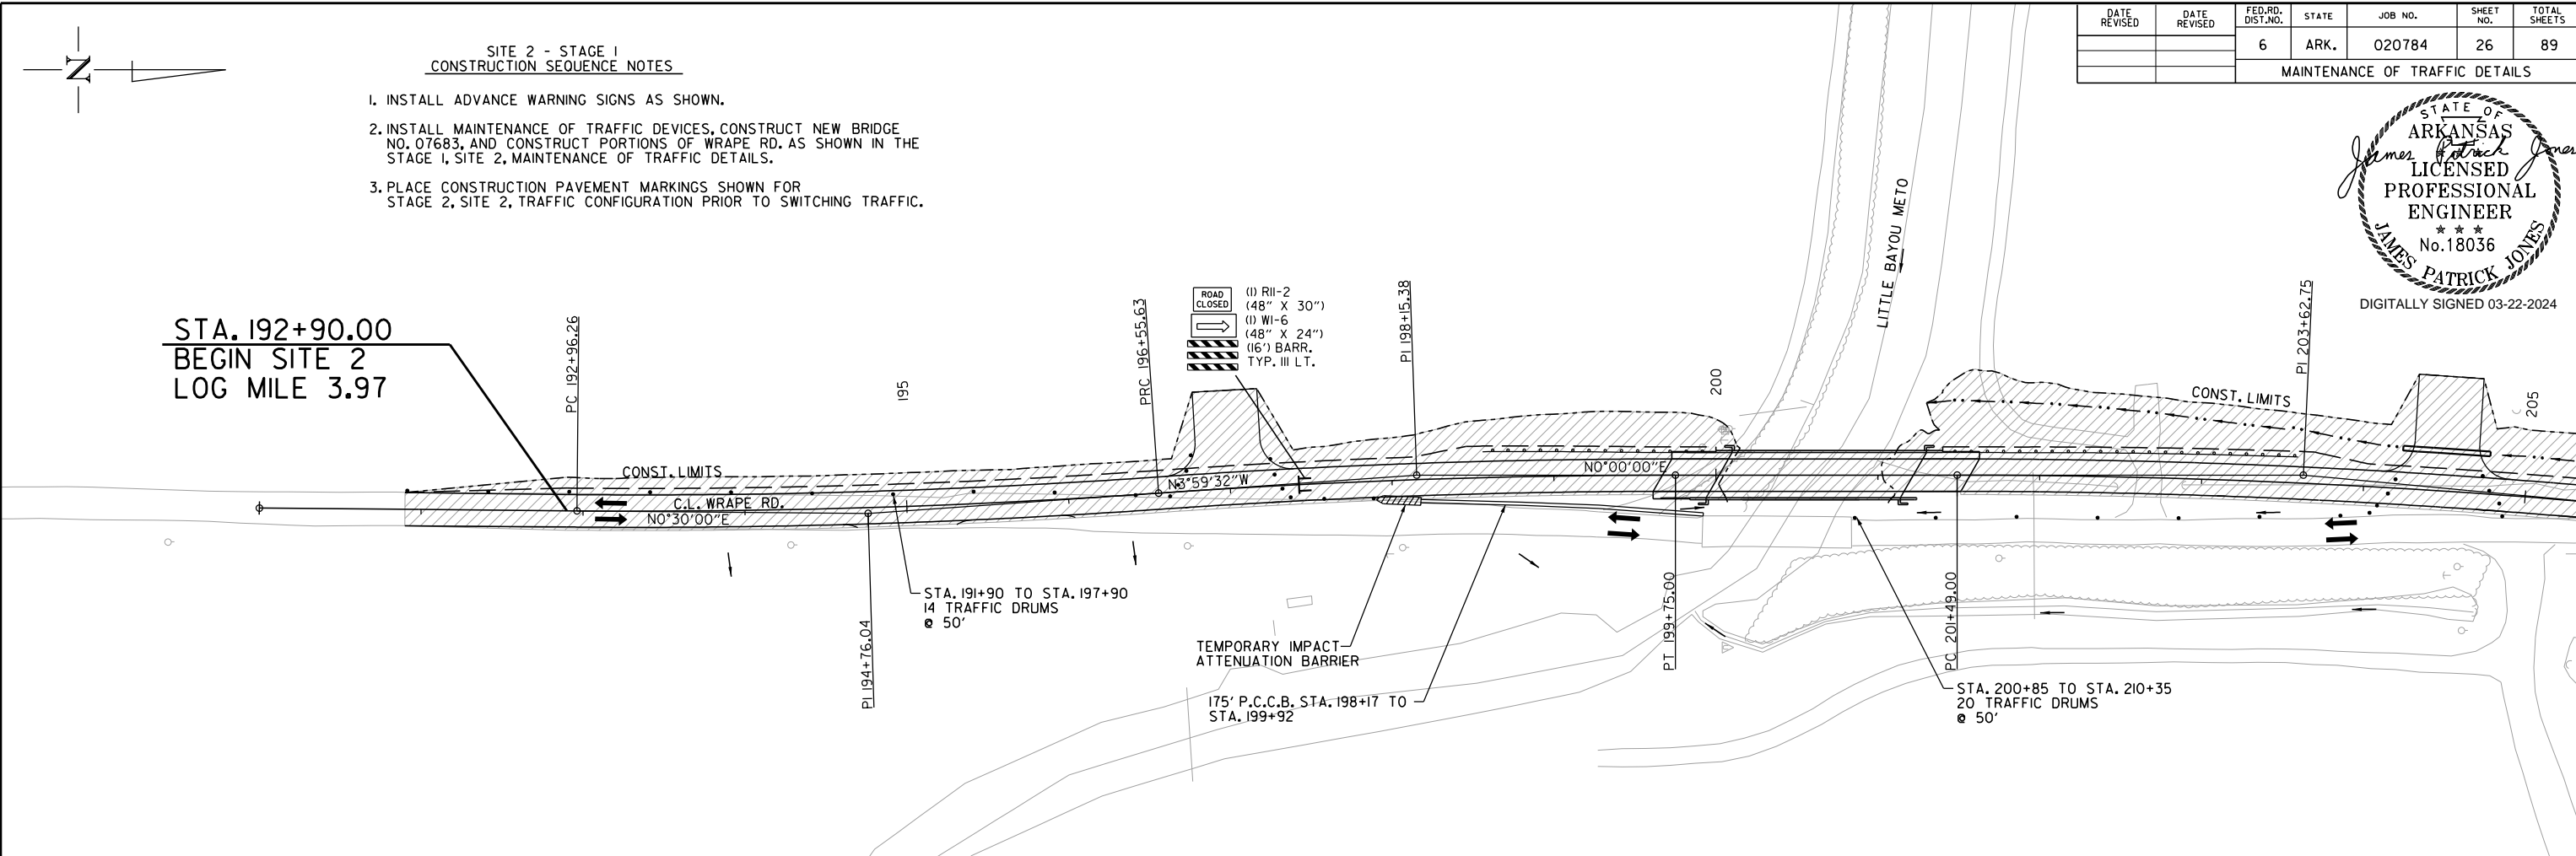 DATE REVISED
DATE REVISED
FED.RD. DIST.NO.
STATE
JOB NO.
SHEET NO.
TOTAL SHEETS
6
ARK.
020784
26
89
MAINTENANCE OF TRAFFIC DETAILS
N
SITE 2 - STAGE 1
CONSTRUCTION SEQUENCE NOTES
1. INSTALL ADVANCE WARNING SIGNS AS SHOWN.
2. INSTALL MAINTENANCE OF TRAFFIC DEVICES, CONSTRUCT NEW BRIDGE
NO. 07683, AND CONSTRUCT PORTIONS OF WRAPE RD. AS SHOWN IN THE
STAGE 1, SITE 2, MAINTENANCE OF TRAFFIC DETAILS.
3. PLACE CONSTRUCTION PAVEMENT MARKINGS SHOWN FOR
STAGE 2, SITE 2, TRAFFIC CONFIGURATION PRIOR TO SWITCHING TRAFFIC.
STATE OF
ARKANSAS
James Patrick Jones
LICENSED
PROFESSIONAL
ENGINEER
No.18036
JAMES PATRICK JONES
DIGITALLY SIGNED 03-22-2024
STA. 192+90.00
BEGIN SITE 2
LOG MILE 3.97
PC 192+96.26
195
PRC 196+55.63
ROAD
CLOSED
(1) R11-2
(48" X 30")
(1) W1-6
(48" X 24")
(16') BARR.
TYP. III LT.
PI 198+15.38
200
LITTLE BAYOU METO
PI 203+62.75
205
CONST. LIMITS
CONST. LIMITS
C.L. WRAPE RD.
N0°30'00"E
N3°59'32"W
N0°00'00"E
PI 194+76.04
STA. 191+90 TO STA. 197+90
14 TRAFFIC DRUMS
@ 50'
TEMPORARY IMPACT
ATTENUATION BARRIER
175' P.C.C.B. STA. 198+17 TO
STA. 199+92
PT 199+75.00
PC 201+49.00
STA. 200+85 TO STA. 210+35
20 TRAFFIC DRUMS
@ 50'